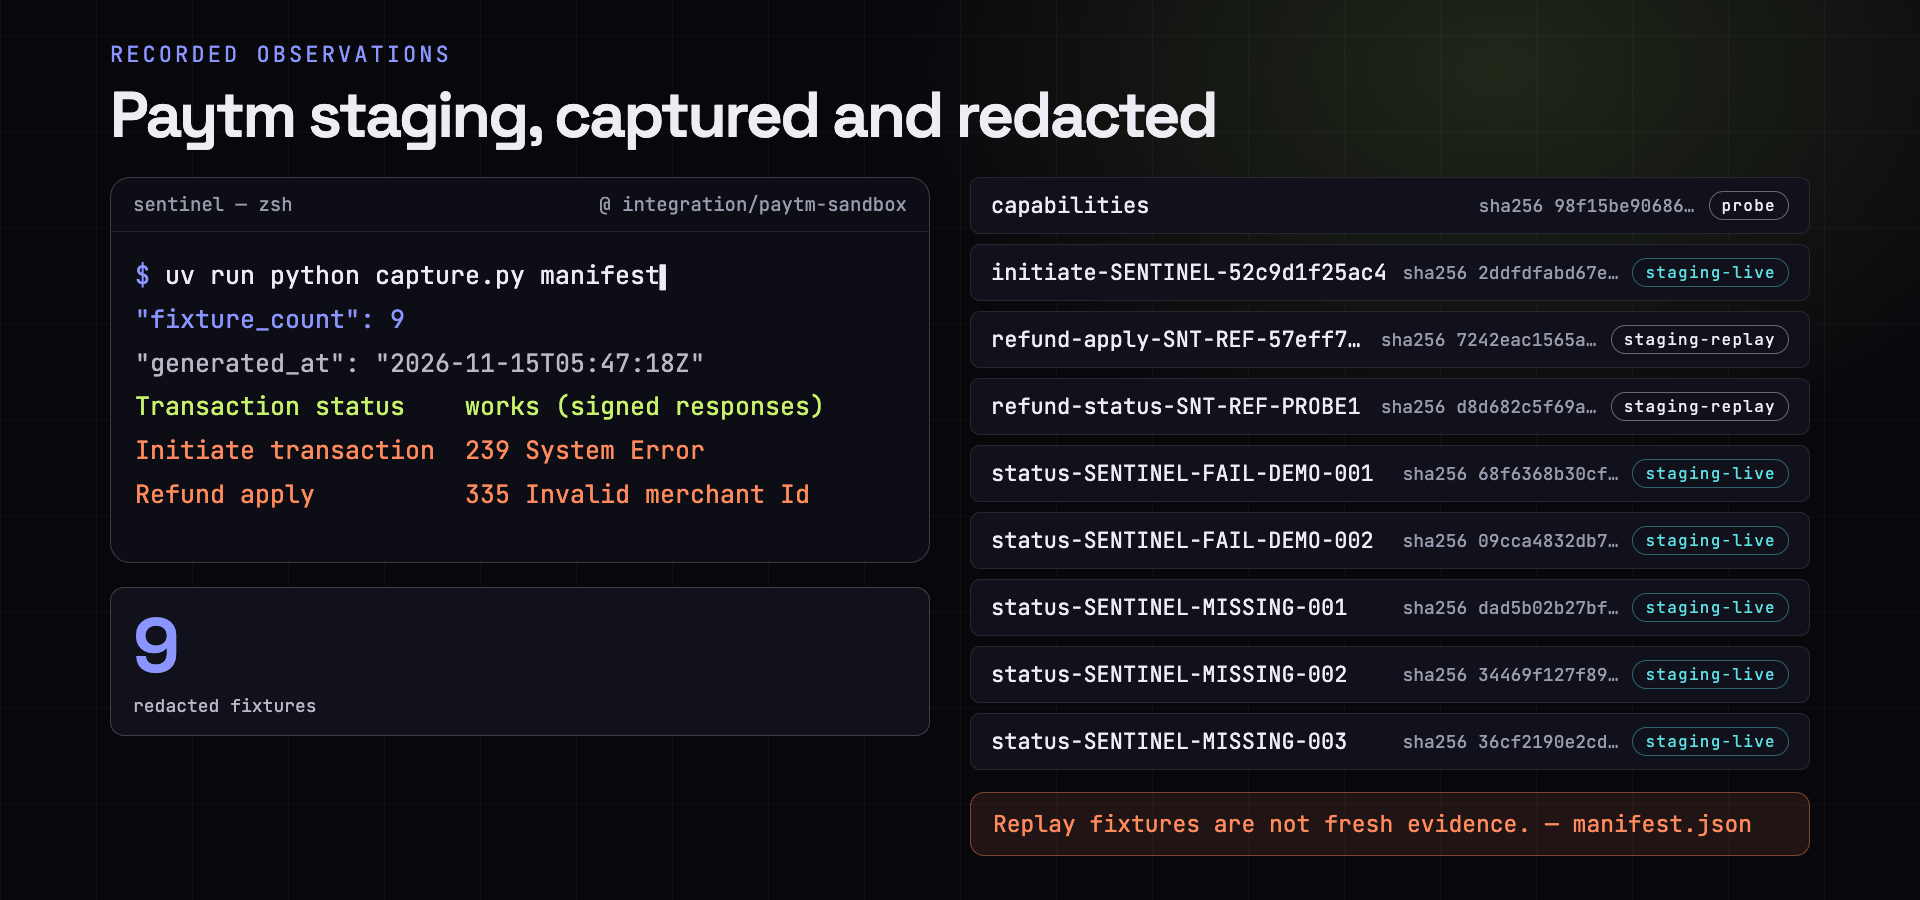 RECORDED OBSERVATIONS
Paytm staging, captured and redacted
sentinel — zsh @ integration/paytm-sandbox
$ uv run python capture.py manifest
"fixture_count": 9
"generated_at": "2026-11-15T05:47:18Z"
Transaction status works (signed responses)
Initiate transaction 239 System Error
Refund apply 335 Invalid merchant Id
9
redacted fixtures
capabilities sha256 98f15be90686… probe
initiate-SENTINEL-52c9d1f25ac4 sha256 2ddfdfabd67e… staging-live
refund-apply-SNT-REF-57eff7… sha256 7242eac1565a… staging-replay
refund-status-SNT-REF-PROBE1 sha256 d8d682c5f69a… staging-replay
status-SENTINEL-FAIL-DEMO-001 sha256 68f6368b30cf… staging-live
status-SENTINEL-FAIL-DEMO-002 sha256 09cca4832db7… staging-live
status-SENTINEL-MISSING-001 sha256 dad5b02b27bf… staging-live
status-SENTINEL-MISSING-002 sha256 34469f127f89… staging-live
status-SENTINEL-MISSING-003 sha256 36cf2190e2cd… staging-live
Replay fixtures are not fresh evidence. — manifest.json